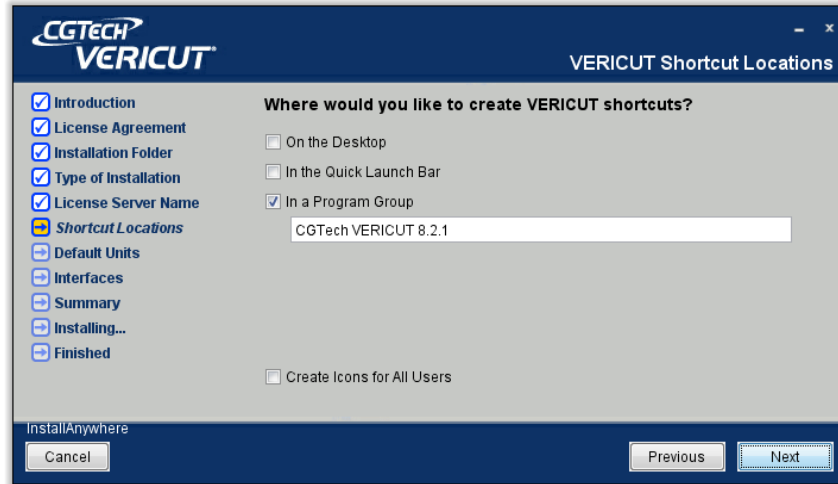 CGTECH
VERICUT®
VERICUT Shortcut Locations
Introduction
License Agreement
Installation Folder
Type of Installation
License Server Name
Shortcut Locations
Default Units
Interfaces
Summary
Installing...
Finished
Where would you like to create VERICUT shortcuts?
On the Desktop
In the Quick Launch Bar
In a Program Group
CGTech VERICUT 8.2.1
Create Icons for All Users
InstallAnywhere
Cancel
Previous
Next